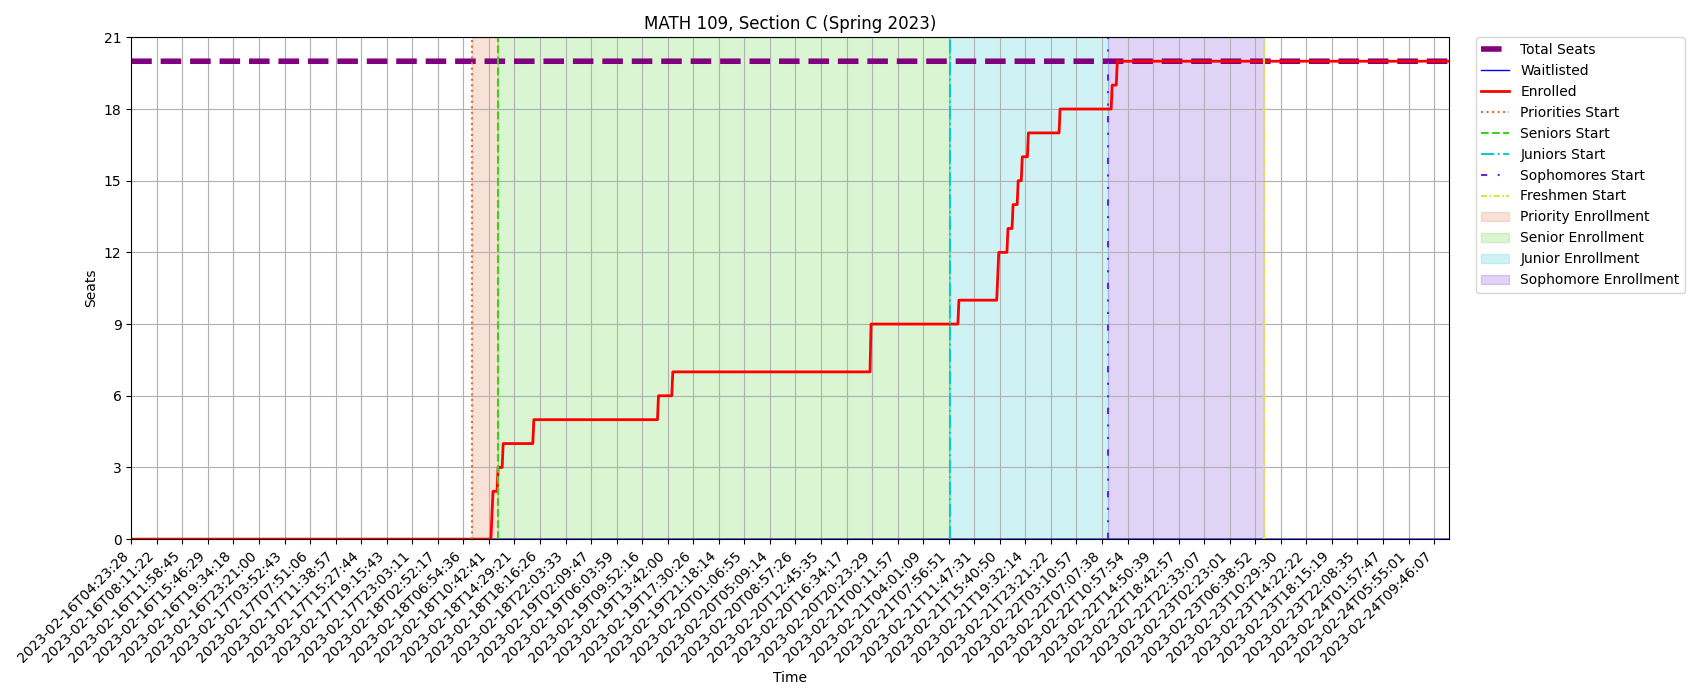 MATH 109, Section C (Spring 2023)
21
18
15
12
9
6
3
0
Seats
2023-02-16T04:23:28
2023-02-16T08:11:22
2023-02-16T11:58:45
2023-02-16T15:46:29
2023-02-16T19:34:18
2023-02-16T23:21:00
2023-02-17T03:52:43
2023-02-17T07:51:06
2023-02-17T11:38:57
2023-02-17T15:27:44
2023-02-17T19:15:43
2023-02-17T23:03:11
2023-02-18T02:52:17
2023-02-18T06:54:36
2023-02-18T10:42:41
2023-02-18T14:29:21
2023-02-18T18:16:26
2023-02-18T22:03:33
2023-02-19T02:09:47
2023-02-19T06:03:59
2023-02-19T09:52:16
2023-02-19T13:42:00
2023-02-19T17:30:26
2023-02-19T21:18:14
2023-02-20T01:06:55
2023-02-20T05:09:14
2023-02-20T08:57:26
2023-02-20T12:45:35
2023-02-20T16:34:17
2023-02-20T20:23:29
2023-02-21T00:11:57
2023-02-21T04:01:09
2023-02-21T07:56:51
2023-02-21T11:47:31
2023-02-21T15:40:50
2023-02-21T19:32:14
2023-02-21T23:21:22
2023-02-22T03:10:57
2023-02-22T07:07:38
2023-02-22T10:57:54
2023-02-22T14:50:39
2023-02-22T18:42:57
2023-02-22T22:33:07
2023-02-23T02:23:01
2023-02-23T06:38:52
2023-02-23T10:29:30
2023-02-23T14:22:22
2023-02-23T18:15:19
2023-02-23T22:08:35
2023-02-24T01:57:47
2023-02-24T05:55:01
2023-02-24T09:46:07
Time
Total Seats
Waitlisted
Enrolled
Priorities Start
Seniors Start
Juniors Start
Sophomores Start
Freshmen Start
Priority Enrollment
Senior Enrollment
Junior Enrollment
Sophomore Enrollment